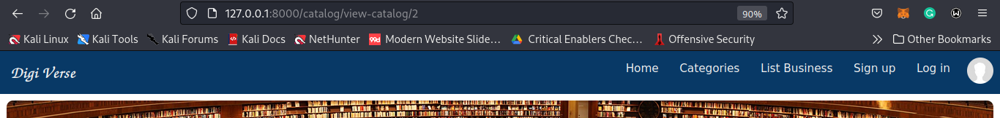 127.0.0.1:8000/catalog/view-catalog/2 90%
Kali Linux Kali Tools Kali Forums Kali Docs NetHunter 99d Modern Website Slide... Critical Enablers Chec... Offensive Security Other Bookmarks
Digi Verse Home Categories List Business Sign up Log in